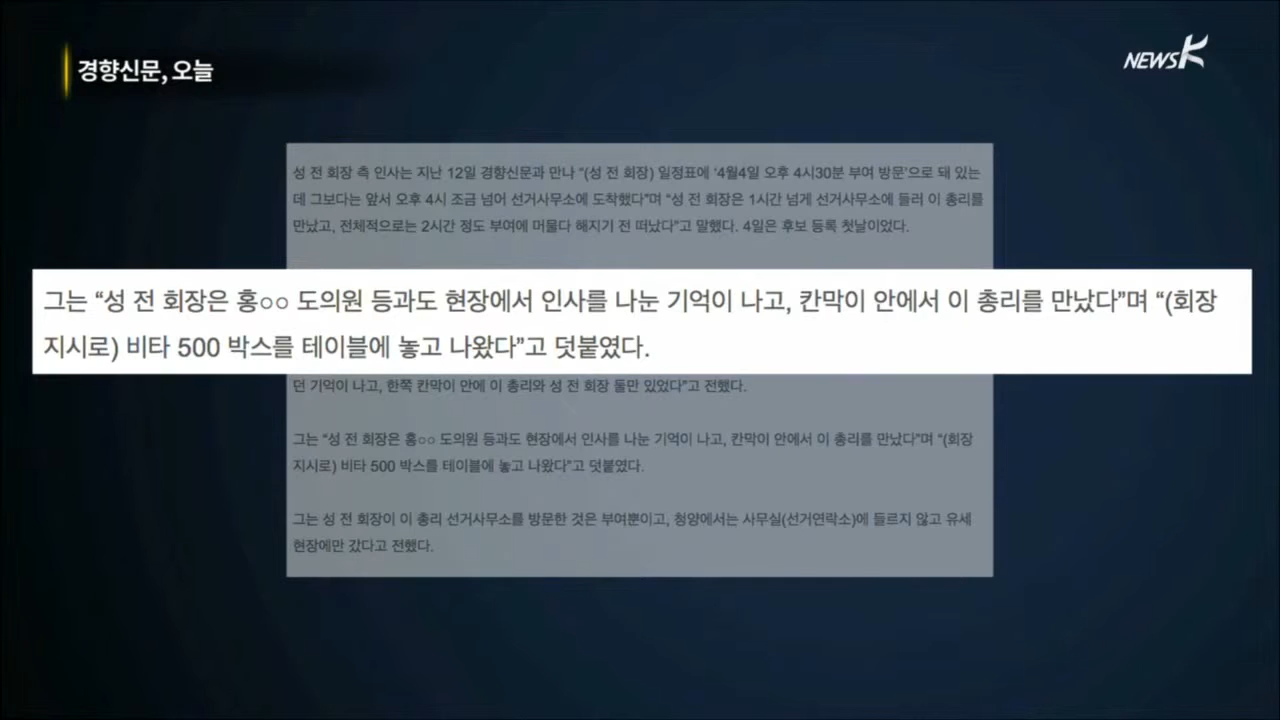 경향신문, 오늘
NEWSK
성 전 회장 측 인사는 지난 12일 경향신문과 만나 “(성 전 회장) 일정표에 ‘4월4일 오후 4시30분 부여 방문’으로 돼 있는
데 그보다는 앞서 오후 4시 조금 넘어 선거사무소에 도착했다”며 “성 전 회장은 1시간 넘게 선거사무소에 들러 이 총리를
만났고, 전체적으로는 2시간 정도 부여에 머물다 해지기 전 떠났다”고 말했다. 4일은 후보 등록 첫날이었다.
그는 “성 전 회장은 홍○○ 도의원 등과도 현장에서 인사를 나눈 기억이 나고, 칸막이 안에서 이 총리를 만났다”며 “(회장
지시로) 비타 500 박스를 테이블에 놓고 나왔다”고 덧붙였다.
던 기억이 나고, 한쪽 칸막이 안에 이 총리와 성 전 회장 둘만 있었다”고 전했다.
그는 “성 전 회장은 홍○○ 도의원 등과도 현장에서 인사를 나눈 기억이 나고, 칸막이 안에서 이 총리를 만났다”며 “(회장
지시로) 비타 500 박스를 테이블에 놓고 나왔다”고 덧붙였다.
그는 성 전 회장이 이 총리 선거사무소를 방문한 것은 부여뿐이고, 청양에서는 사무실(선거연락소)에 들르지 않고 유세
현장에만 갔다고 전했다.